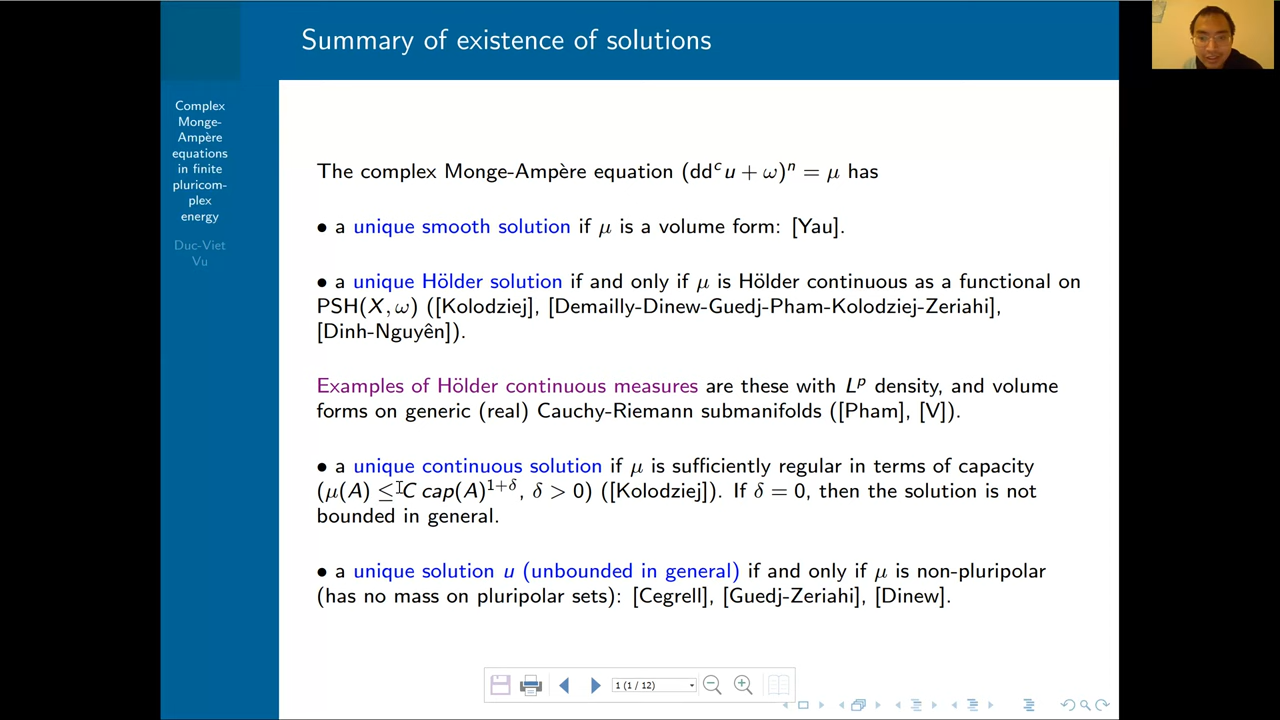 Summary of existence of solutions
Complex
Monge-
Ampère
equations
in finite
pluricom-
plex
energy
Duc-Viet
Vu
The complex Monge-Ampère equation (ddᶜu + ω)ⁿ = μ has
• a unique smooth solution if μ is a volume form: [Yau].
• a unique Hölder solution if and only if μ is Hölder continuous as a functional on
PSH(X, ω) ([Kolodziej], [Demailly-Dinew-Guedj-Pham-Kolodziej-Zeriahi],
[Dinh-Nguyên]).
Examples of Hölder continuous measures are these with Lᵖ density, and volume
forms on generic (real) Cauchy-Riemann submanifolds ([Pham], [V]).
• a unique continuous solution if μ is sufficiently regular in terms of capacity
(μ(A) ≤ C cap(A)¹⁺ᵟ, δ > 0) ([Kolodziej]). If δ = 0, then the solution is not
bounded in general.
• a unique solution u (unbounded in general) if and only if μ is non-pluripolar
(has no mass on pluripolar sets): [Cegrell], [Guedj-Zeriahi], [Dinew].
1 (1 / 12)